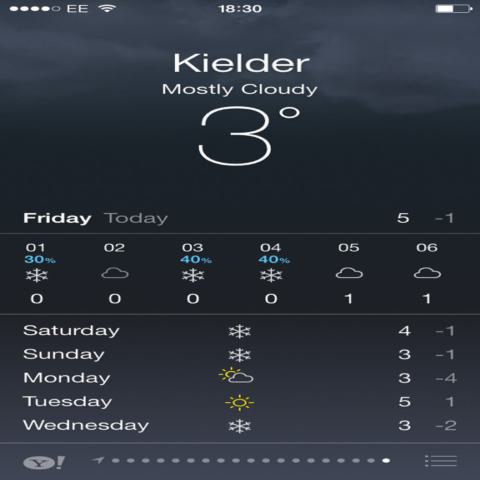 EE 18:30
Kielder
Mostly Cloudy
3°
Friday Today 5 -1
01 02 03 04 05 06
30% 40% 40%
0 0 0 0 1 1
Saturday 4 -1
Sunday 3 -1
Monday 3 -4
Tuesday 5 1
Wednesday 3 -2
Y!